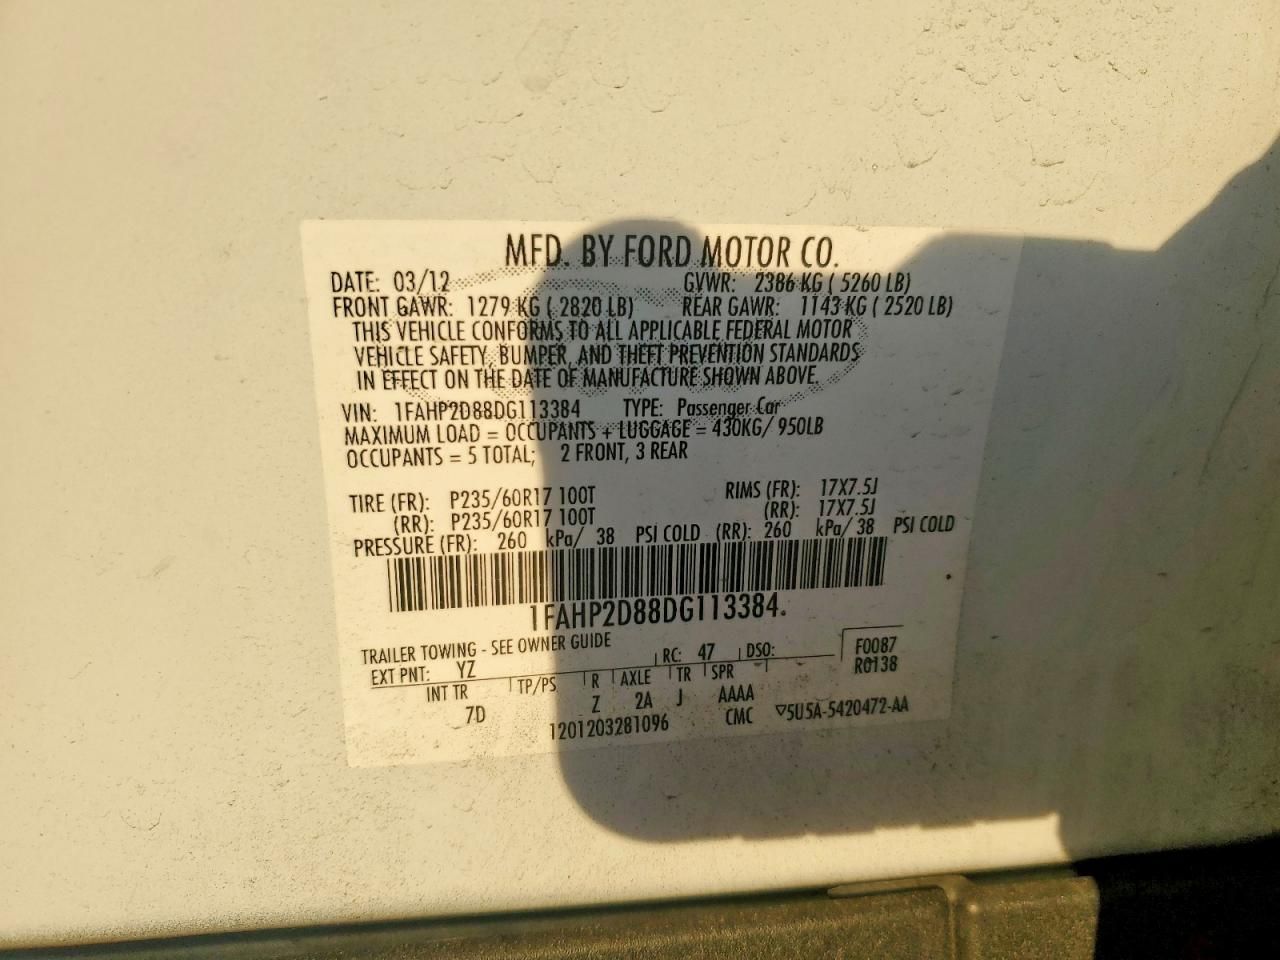 MFD. BY FORD MOTOR CO.
DATE: 03/12 GVWR: 2386 KG ( 5260 LB)
FRONT GAWR: 1279 KG ( 2820 LB) REAR GAWR: 1143 KG ( 2520 LB)
THIS VEHICLE CONFORMS TO ALL APPLICABLE FEDERAL MOTOR
VEHICLE SAFETY, BUMPER, AND THEFT PREVENTION STANDARDS
IN EFFECT ON THE DATE OF MANUFACTURE SHOWN ABOVE.
VIN: 1FAHP2D88DG113384 TYPE: Passenger Car
MAXIMUM LOAD = OCCUPANTS + LUGGAGE = 430KG/ 950LB
OCCUPANTS = 5 TOTAL; 2 FRONT, 3 REAR
TIRE (FR): P235/60R17 100T RIMS (FR): 17X7.5J
(RR): P235/60R17 100T (RR): 17X7.5J
PRESSURE (FR): 260 kPa/ 38 PSI COLD (RR): 260 kPa/ 38 PSI COLD
1FAHP2D88DG113384.
TRAILER TOWING - SEE OWNER GUIDE
EXT PNT: YZ RC: 47 DSO: F0087
R0138
INT TR TP/PS R AXLE TR SPR
7D Z 2A J AAAA
1201203281096 CMC ▽5U5A-5420472-AA